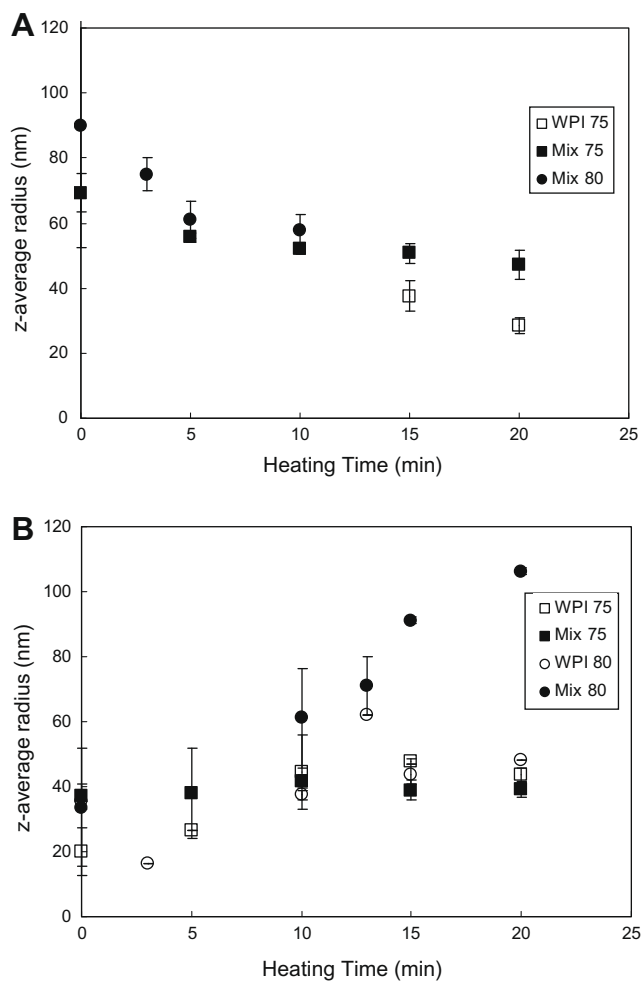 A
120
100
80
60
40
20
0
z-average radius (nm)
WPI 75
Mix 75
Mix 80
0 5 10 15 20 25
Heating Time (min)
B
120
100
80
60
40
20
0
z-average radius (nm)
WPI 75
Mix 75
WPI 80
Mix 80
0 5 10 15 20 25
Heating Time (min)